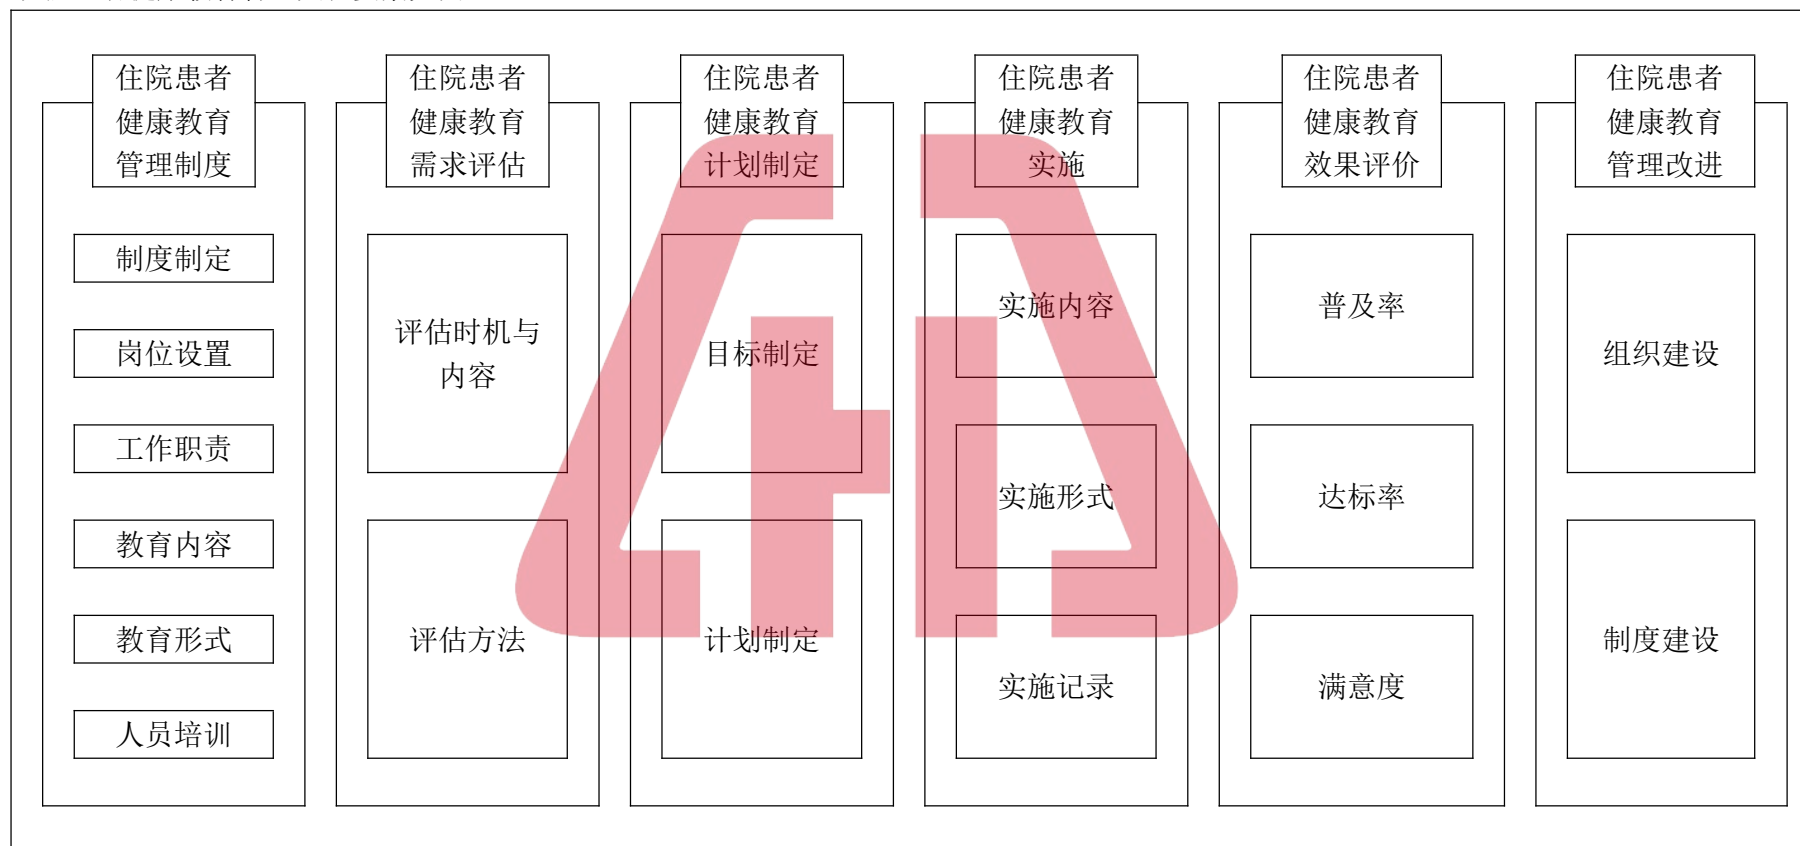 住院患者
健康教育
管理制度
制度制定
岗位设置
工作职责
教育内容
教育形式
人员培训
住院患者
健康教育
需求评估
评估时机与
内容
评估方法
住院患者
健康教育
计划制定
目标制定
计划制定
住院患者
健康教育
实施
实施内容
实施形式
实施记录
住院患者
健康教育
效果评价
普及率
达标率
满意度
住院患者
健康教育
管理改进
组织建设
制度建设